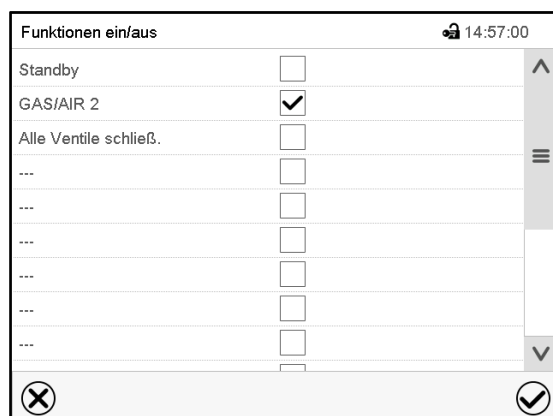 Funktionen ein/aus 14:57:00
Standby
GAS/AIR 2
Alle Ventile schließ.
---
---
---
---
---
---